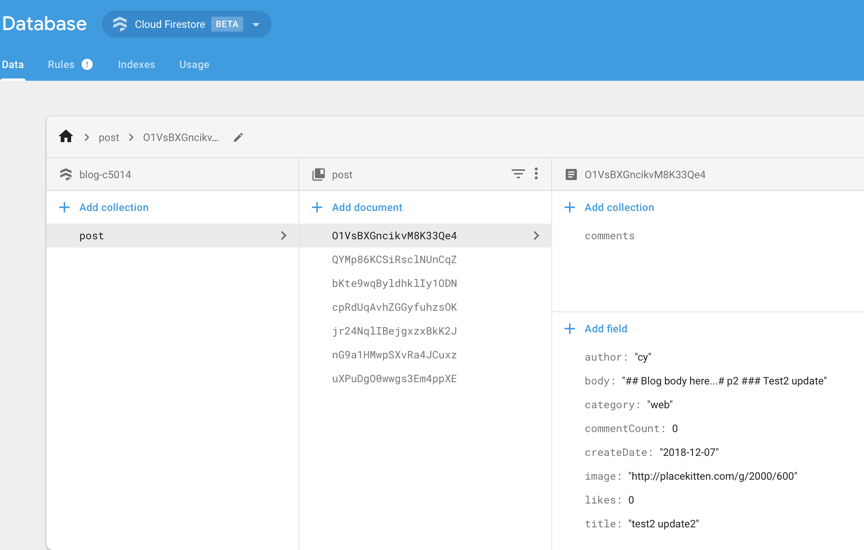 Database Cloud Firestore BETA
Data Rules ! Indexes Usage
post O1VsBXGncikv...
blog-c5014
Add collection
post
post
Add document
O1VsBXGncikvM8K33Qe4
QYMp86KCSiRsclNUnCqZ
bKte9wqByldhklIy1ODN
cpRdUqAvhZGGyfuhzsOK
jr24NqlIBejgxzxBkK2J
nG9a1HMwpSXvRa4JCuxz
uXPuDgO0wwgs3Em4ppXE
O1VsBXGncikvM8K33Qe4
Add collection
comments
Add field
author: "cy"
body: "## Blog body here...# p2 ### Test2 update"
category: "web"
commentCount: 0
createDate: "2018-12-07"
image: "http://placekitten.com/g/2000/600"
likes: 0
title: "test2 update2"